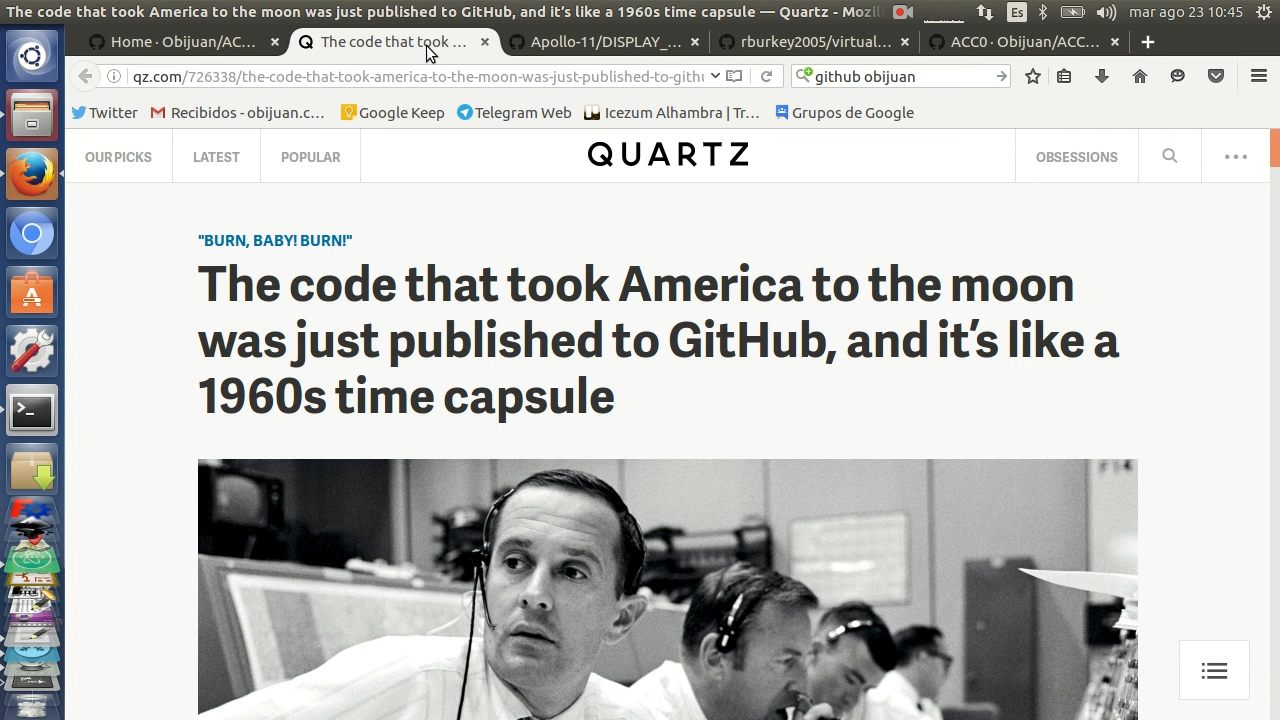 The code that took America to the moon was just published to GitHub, and it's like a 1960s time capsule — Quartz - Mozil
Es
mar ago 23 10:45
Home · Obijuan/AC…
The code that took …
Apollo-11/DISPLAY_…
rburkey2005/virtual…
ACC0 · Obijuan/ACC…
qz.com/726338/the-code-that-took-america-to-the-moon-was-just-published-to-githu
github obijuan
Twitter
Recibidos - obijuan.c…
Google Keep
Telegram Web
Icezum Alhambra | Tr…
Grupos de Google
OUR PICKS
LATEST
POPULAR
QUARTZ
OBSESSIONS
"BURN, BABY! BURN!"
The code that took America to the moon
was just published to GitHub, and it's like a
1960s time capsule